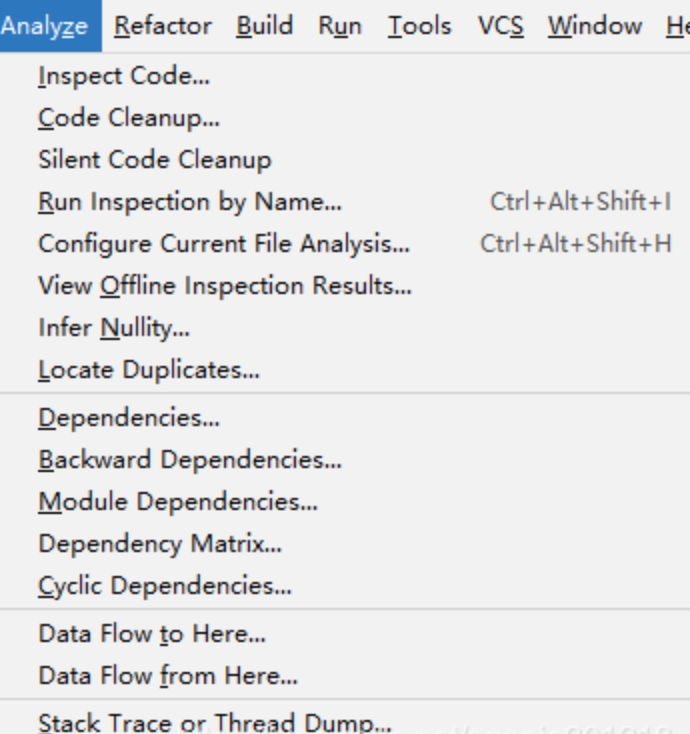 Analyze Refactor Build Run Tools VCS Window
Inspect Code...
Code Cleanup...
Silent Code Cleanup
Run Inspection by Name... Ctrl+Alt+Shift+I
Configure Current File Analysis... Ctrl+Alt+Shift+H
View Offline Inspection Results...
Infer Nullity...
Locate Duplicates...
Dependencies...
Backward Dependencies...
Module Dependencies...
Dependency Matrix...
Cyclic Dependencies...
Data Flow to Here...
Data Flow from Here...
Stack Trace or Thread Dump...